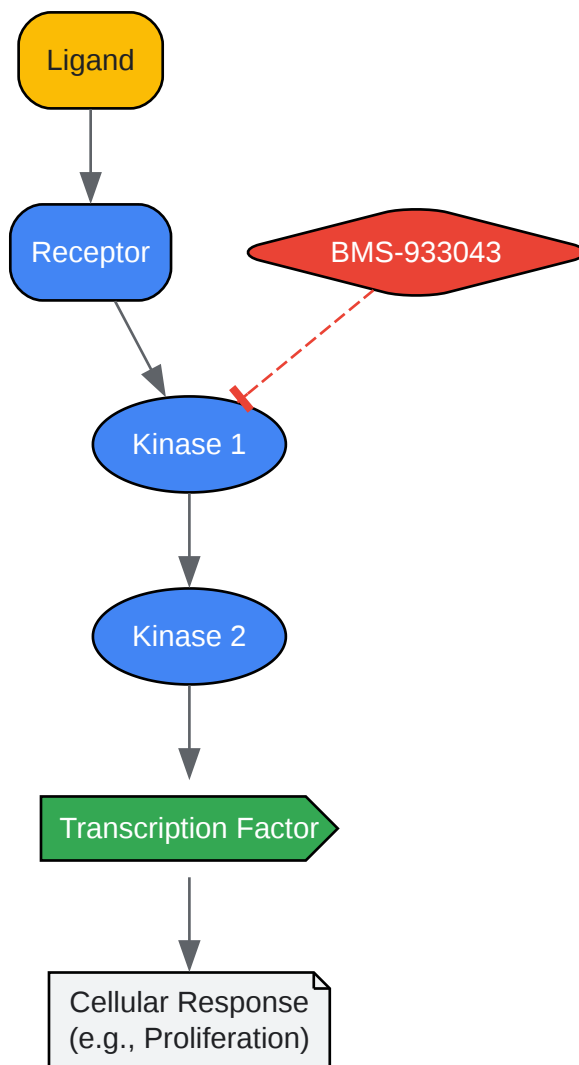 Ligand
Receptor
BMS-933043
Kinase 1
Kinase 2
Transcription Factor
Cellular Response
(e.g., Proliferation)